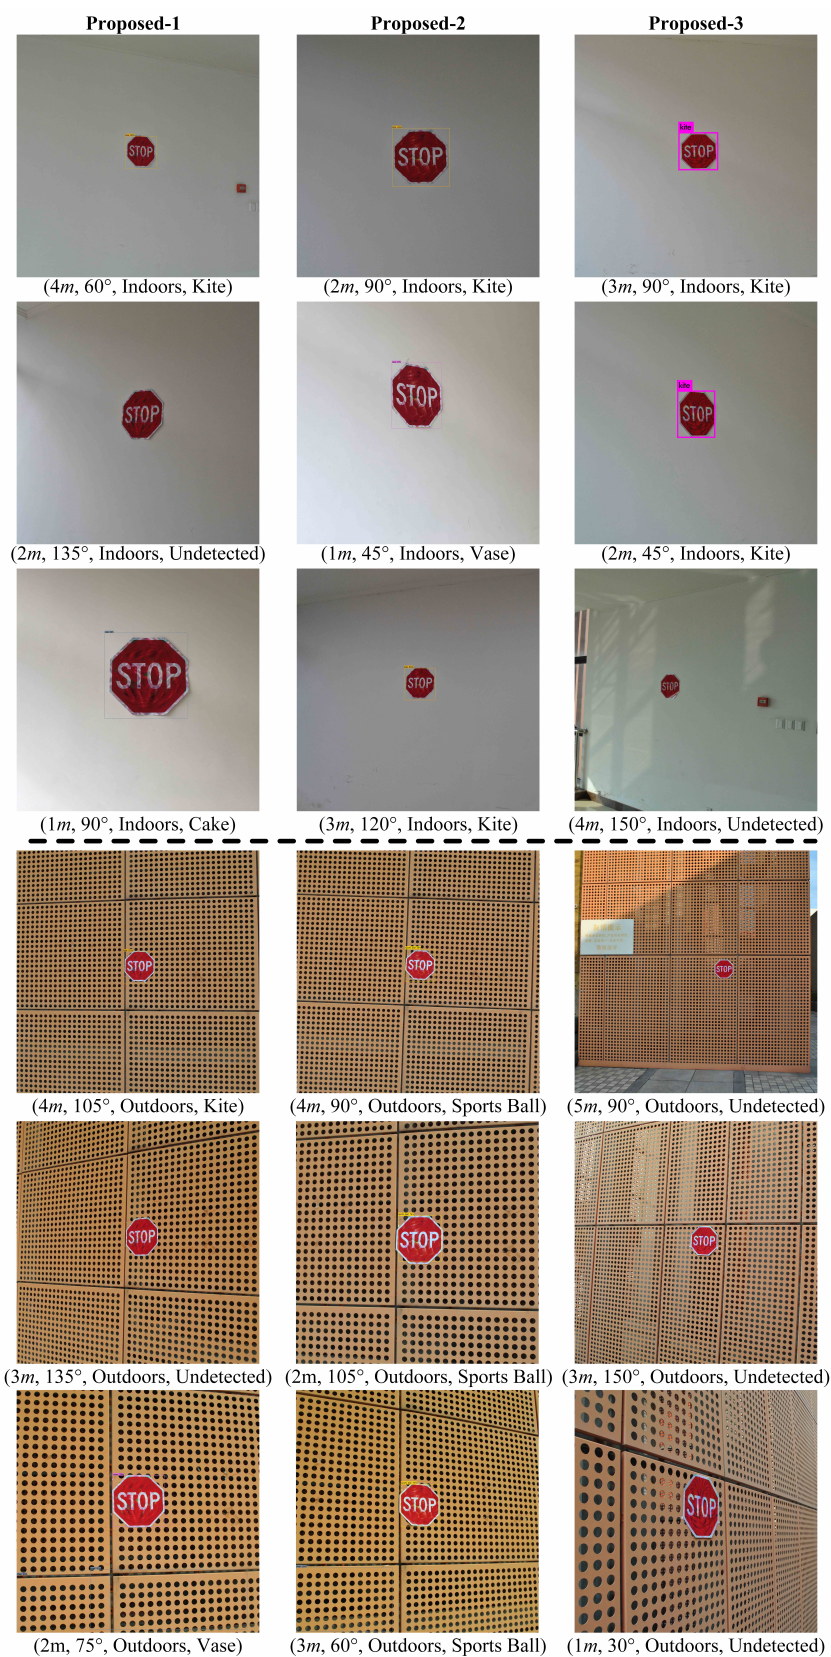 Proposed-1 Proposed-2 Proposed-3
STOP STOP kite STOP
(4m, 60°, Indoors, Kite) (2m, 90°, Indoors, Kite) (3m, 90°, Indoors, Kite)
STOP STOP kite STOP
(2m, 135°, Indoors, Undetected) (1m, 45°, Indoors, Vase) (2m, 45°, Indoors, Kite)
STOP STOP STOP
(1m, 90°, Indoors, Cake) (3m, 120°, Indoors, Kite) (4m, 150°, Indoors, Undetected)
STOP STOP STOP
(4m, 105°, Outdoors, Kite) (4m, 90°, Outdoors, Sports Ball) (5m, 90°, Outdoors, Undetected)
STOP STOP STOP
(3m, 135°, Outdoors, Undetected) (2m, 105°, Outdoors, Sports Ball) (3m, 150°, Outdoors, Undetected)
STOP STOP STOP
(2m, 75°, Outdoors, Vase) (3m, 60°, Outdoors, Sports Ball) (1m, 30°, Outdoors, Undetected)